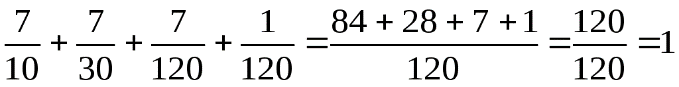 7/10 + 7/30 + 7/120 + 1/120 = (84 + 28 + 7 + 1)/120 = 120/120 = 1